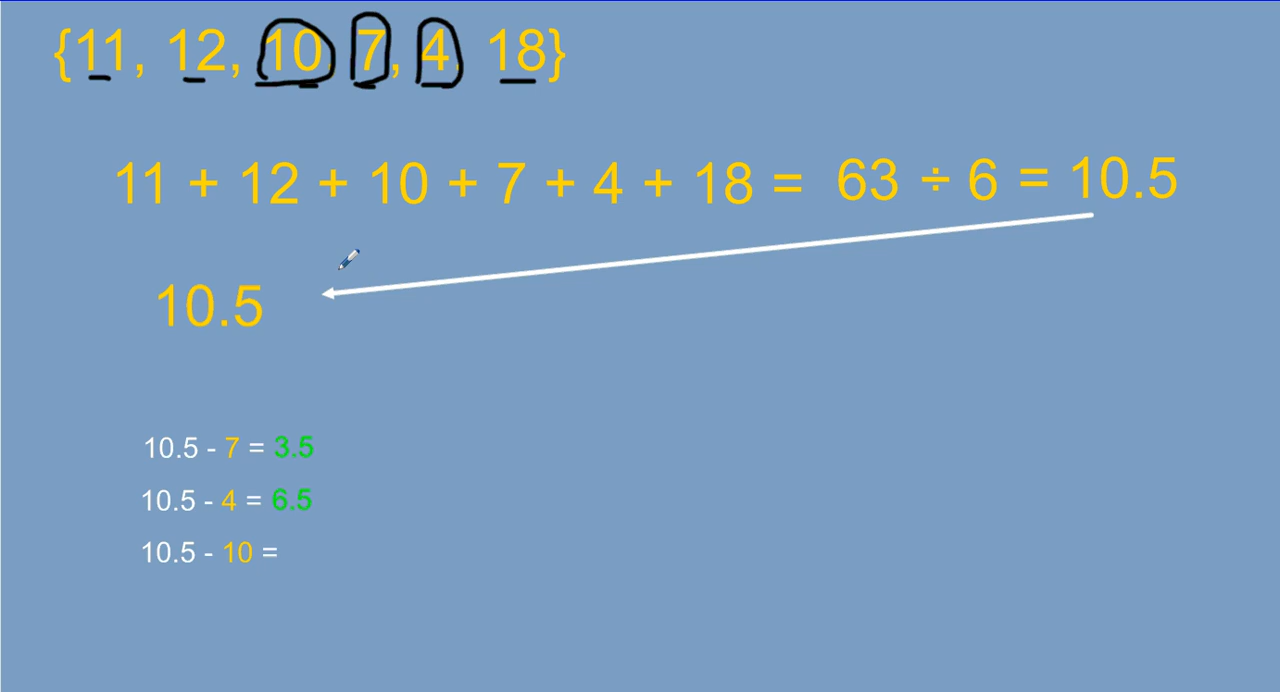 {11, 12, 10, 7, 4, 18}
11 + 12 + 10 + 7 + 4 + 18 = 63 ÷ 6 = 10.5
10.5
10.5 - 7 = 3.5
10.5 - 4 = 6.5
10.5 - 10 =